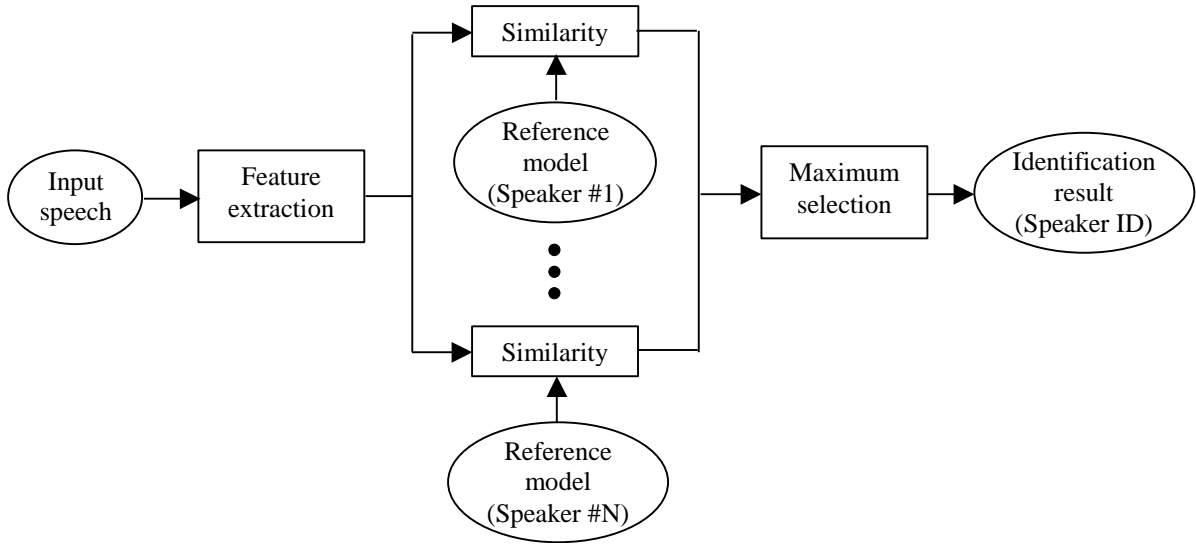 Input
speech
Feature
extraction
Similarity
Reference
model
(Speaker #1)
Similarity
Reference
model
(Speaker #N)
Maximum
selection
Identification
result
(Speaker ID)